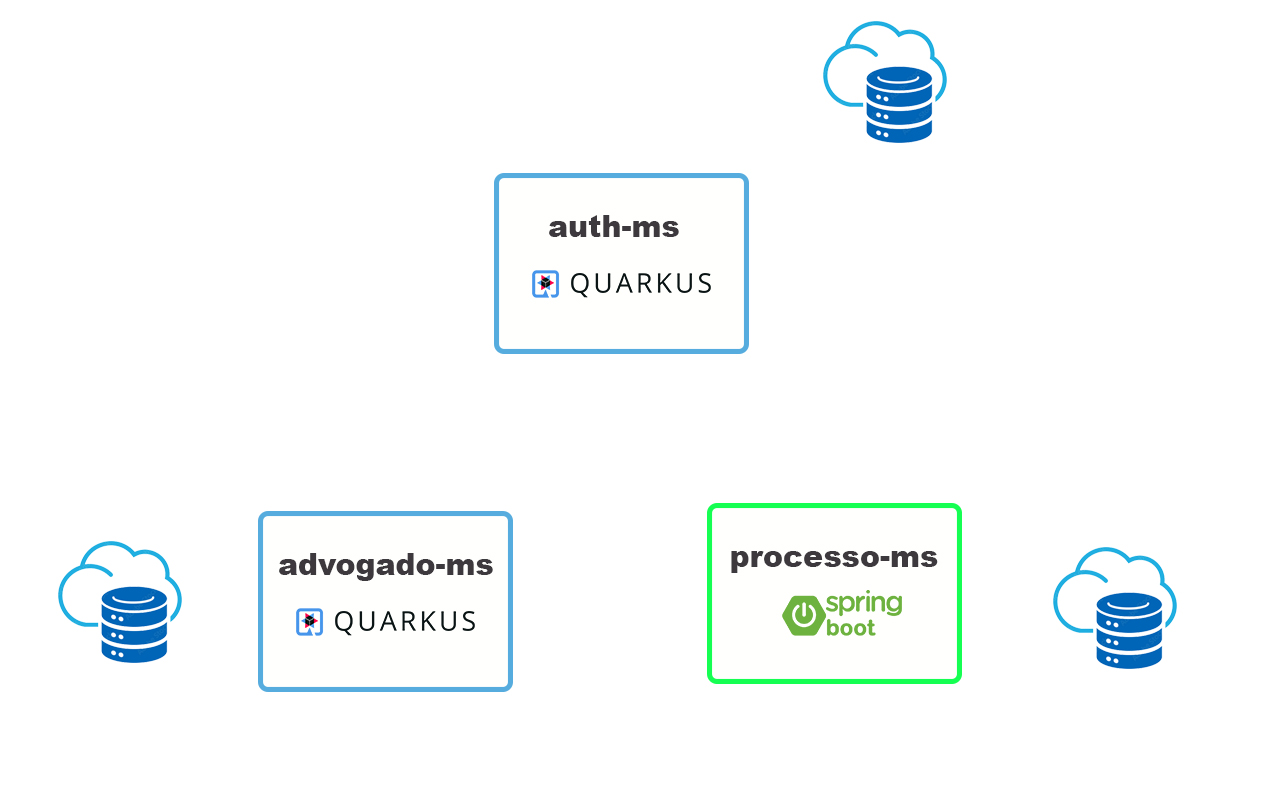 auth-ms
QUARKUS
advogado-ms
QUARKUS
processo-ms
spring
boot